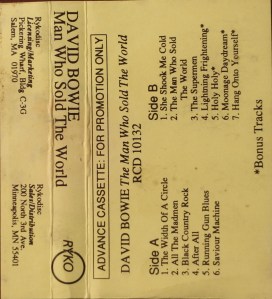 Rykodisc
Licensing/Marketing
Pickering Wharf, Bldg C-3G
Salem, MA 01970
Rykodisc
Sales/Distribution
200 North 3rd Ave.
Minneapolis, MN 55401
DAVID BOWIE
Man Who Sold The World
RYKO
ADVANCE CASSETTE: FOR PROMOTION ONLY
DAVID BOWIE The Man Who Sold The World
RCD 10132
Side A
1. The Width Of A Circle
2. All The Madmen
3. Black Country Rock
4. After All
5. Running Gun Blues
6. Saviour Machine
Side B
1. She Shook Me Cold
2. The Man Who Sold
The World
3. The Supermen
4. Lightning Frightening*
5. Holy Holy*
6. Moonage Daydream*
7. Hang Onto Yourself*
*Bonus Tracks